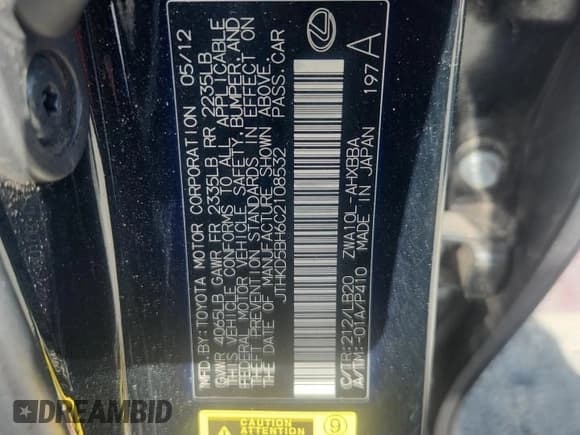 MFD. BY: TOYOTA MOTOR CORPORATION 05/12
GVWR 4065LB GAWR FR 2335LB RR 2235LB
THIS VEHICLE CONFORMS TO ALL APPLICABLE
FEDERAL MOTOR VEHICLE SAFETY, BUMPER, AND
THEFT PREVENTION STANDARDS IN EFFECT ON
THE DATE OF MANUFACTURE SHOWN ABOVE.
JTHKD5BH6C2108532 PASS. CAR
197 A
C/TR: 212/LB20 ZWA10L-AHXBBA
A/TM: -01A/P410 MADE IN JAPAN
CAUTION
ATTENTION
9
DREAMBID